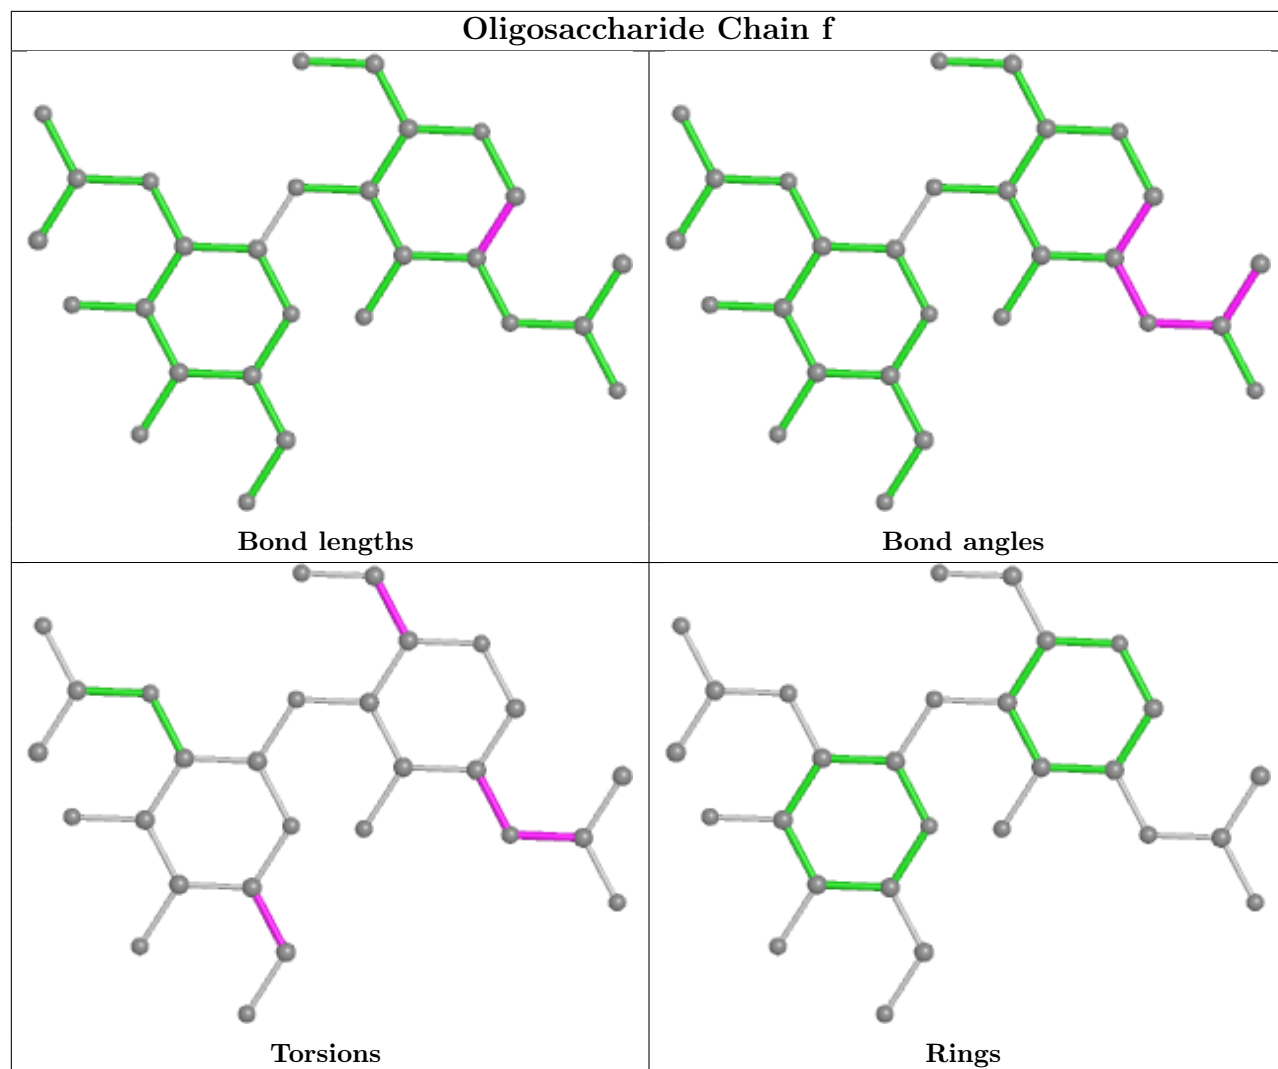 Oligosaccharide Chain f
Bond lengths
Bond angles
Torsions
Rings